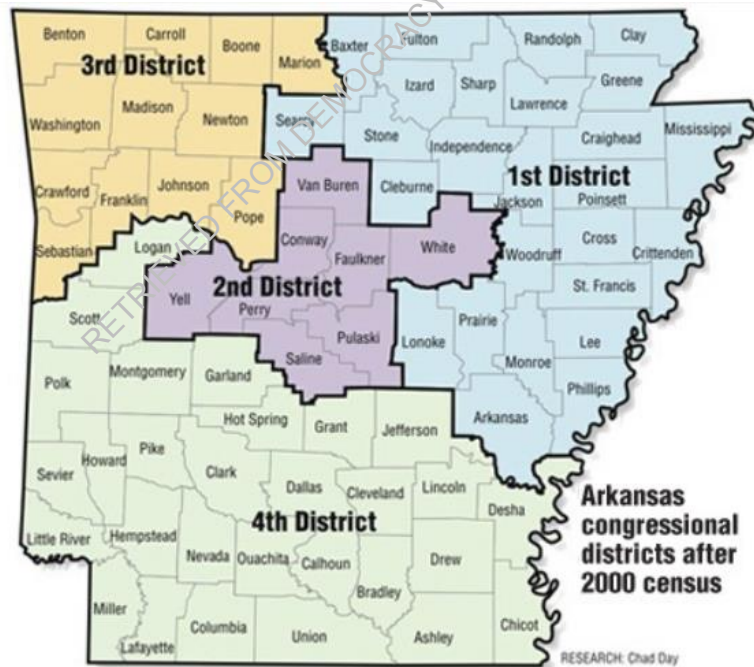 Benton
Carroll
Boone
Marion
Baxter
Fulton
Randolph
Clay
3rd District
Izard
Sharp
Greene
Lawrence
Washington
Madison
Newton
Searcy
Stone
Independence
Craighead
Mississippi
Crawford
Franklin
Johnson
Pope
Van Buren
Cleburne
1st District
Jackson
Poinsett
Sebastian
Logan
Conway
Faulkner
White
Woodruff
Cross
Crittenden
2nd District
St. Francis
Yell
Perry
Scott
Pulaski
Lonoke
Prairie
Lee
Saline
Monroe
Polk
Montgomery
Garland
Phillips
Hot Spring
Grant
Jefferson
Arkansas
Sevier
Howard
Pike
Clark
Dallas
Cleveland
Lincoln
Desha
4th District
Little River
Hempstead
Nevada
Ouachita
Calhoun
Drew
Bradley
Miller
Lafayette
Columbia
Union
Ashley
Chicot
Arkansas
congressional
districts after
2000 census
RESEARCH: Chad Day
RETRIEVED FROM DEMOCRACY